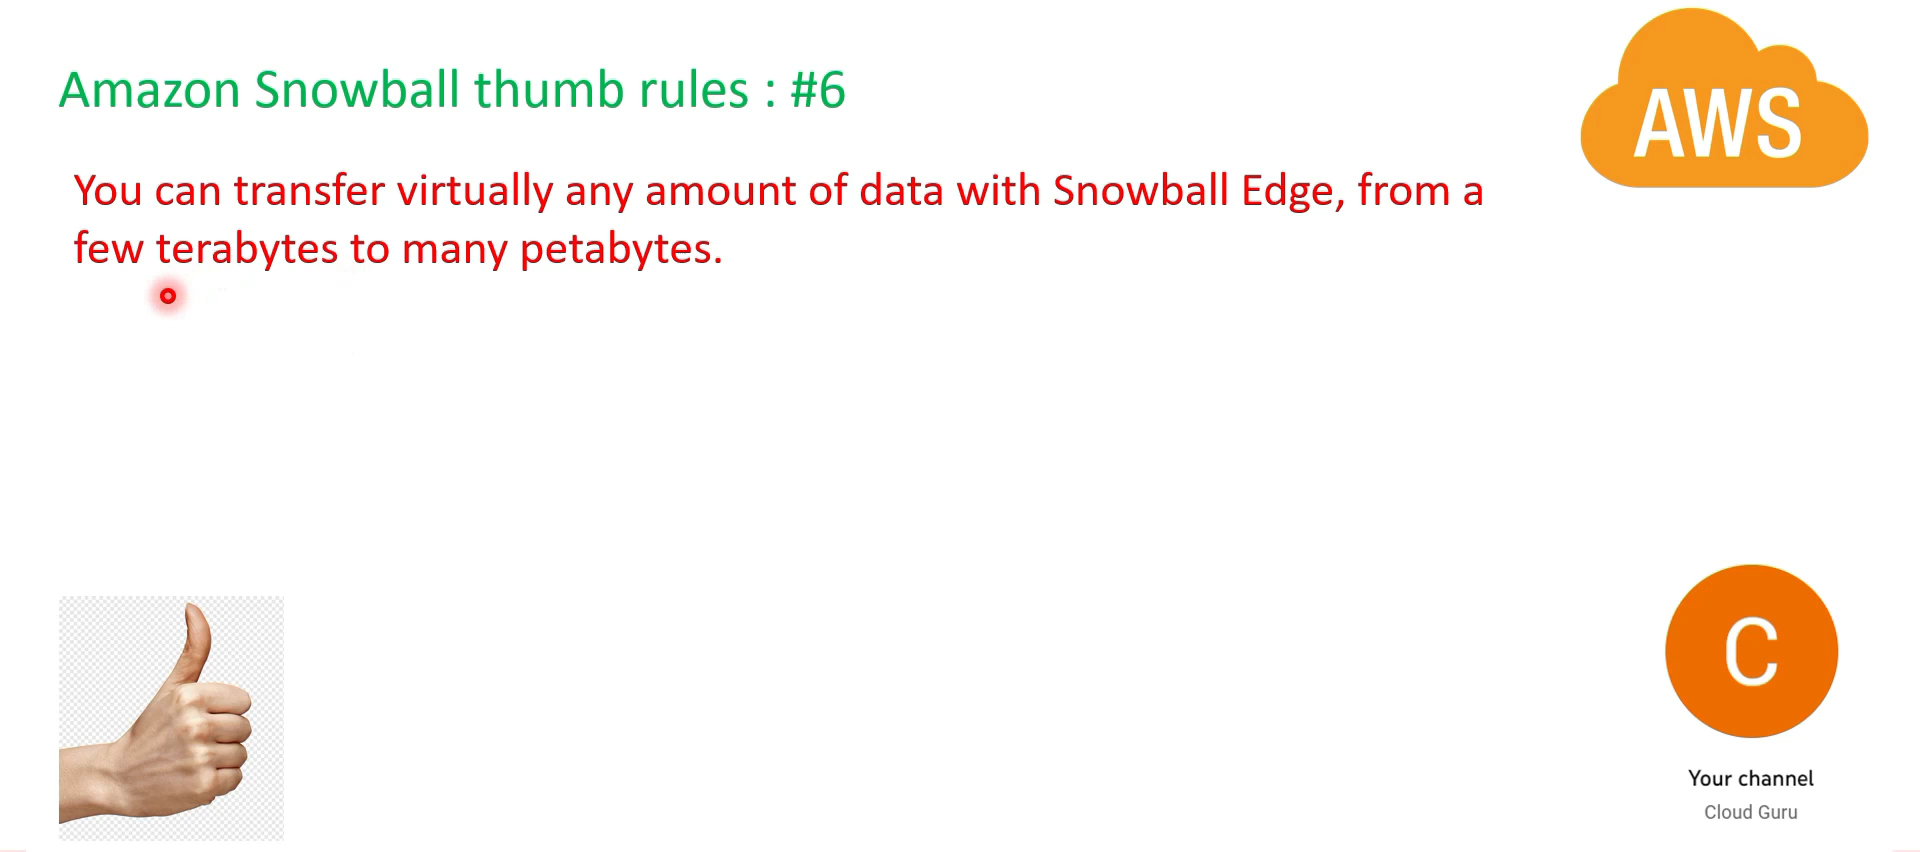 Amazon Snowball thumb rules : #6
AWS
You can transfer virtually any amount of data with Snowball Edge, from a
few terabytes to many petabytes.
C
Your channel
Cloud Guru